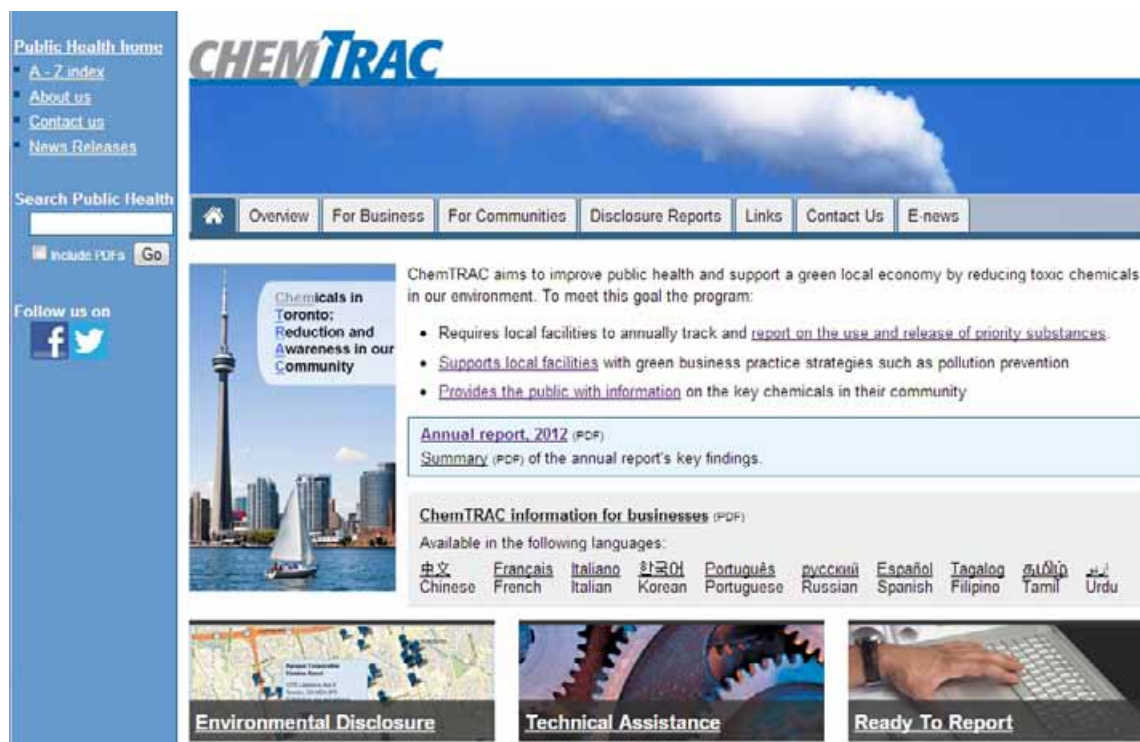 Public Health home
A - Z index
About us
Contact us
News Releases
Search Public Health
Include PDFs Go
Follow us on
CHEMTRAC
Overview For Business For Communities Disclosure Reports Links Contact Us E-news
Chemicals in
Toronto:
Reduction and
Awareness in our
Community
ChemTRAC aims to improve public health and support a green local economy by reducing toxic chemicals
in our environment. To meet this goal the program:
• Requires local facilities to annually track and report on the use and release of priority substances.
• Supports local facilities with green business practice strategies such as pollution prevention
• Provides the public with information on the key chemicals in their community
Annual report, 2012 (PDF)
Summary (PDF) of the annual report's key findings.
ChemTRAC information for businesses (PDF)
Available in the following languages:
中文 Français Italiano 한국어 Português русский Español Tagalog தமிழ் اردو
Chinese French Italian Korean Portuguese Russian Spanish Filipino Tamil Urdu
Environmental Disclosure Technical Assistance Ready To Report